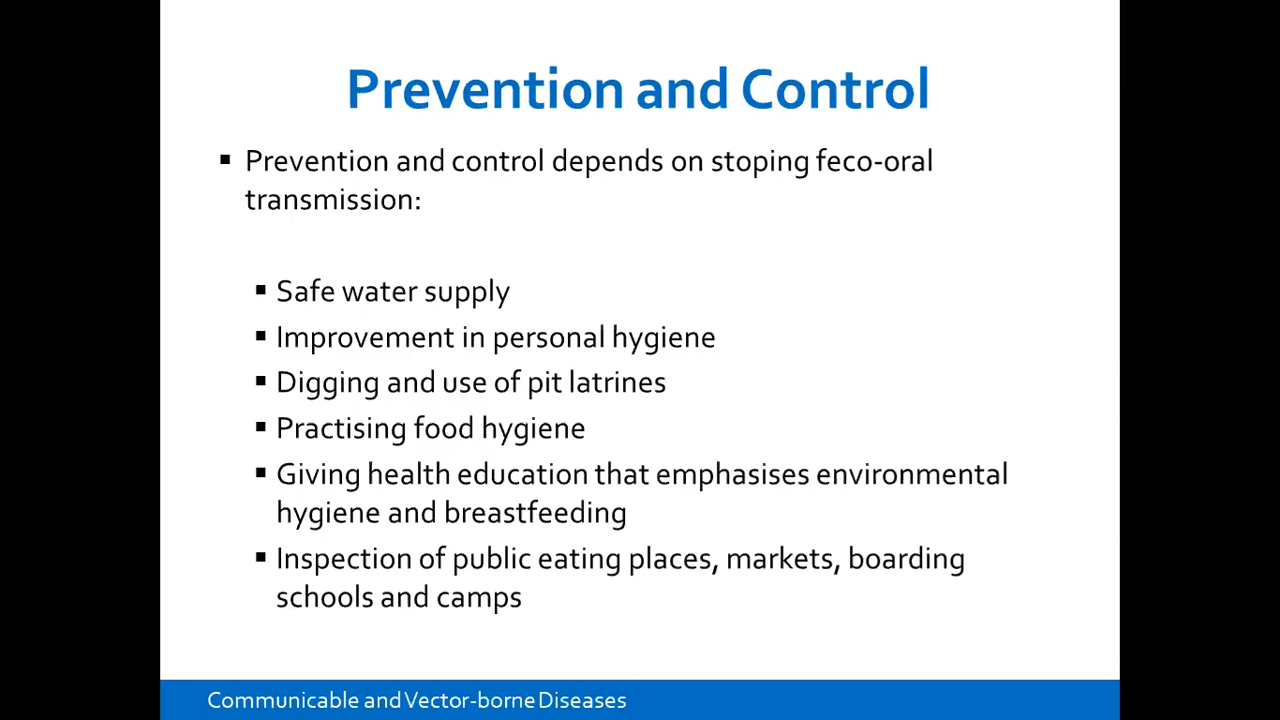 Prevention and Control
▪ Prevention and control depends on stoping feco-oral
transmission:
▪ Safe water supply
▪ Improvement in personal hygiene
▪ Digging and use of pit latrines
▪ Practising food hygiene
▪ Giving health education that emphasises environmental
hygiene and breastfeeding
▪ Inspection of public eating places, markets, boarding
schools and camps
Communicable and Vector-borne Diseases